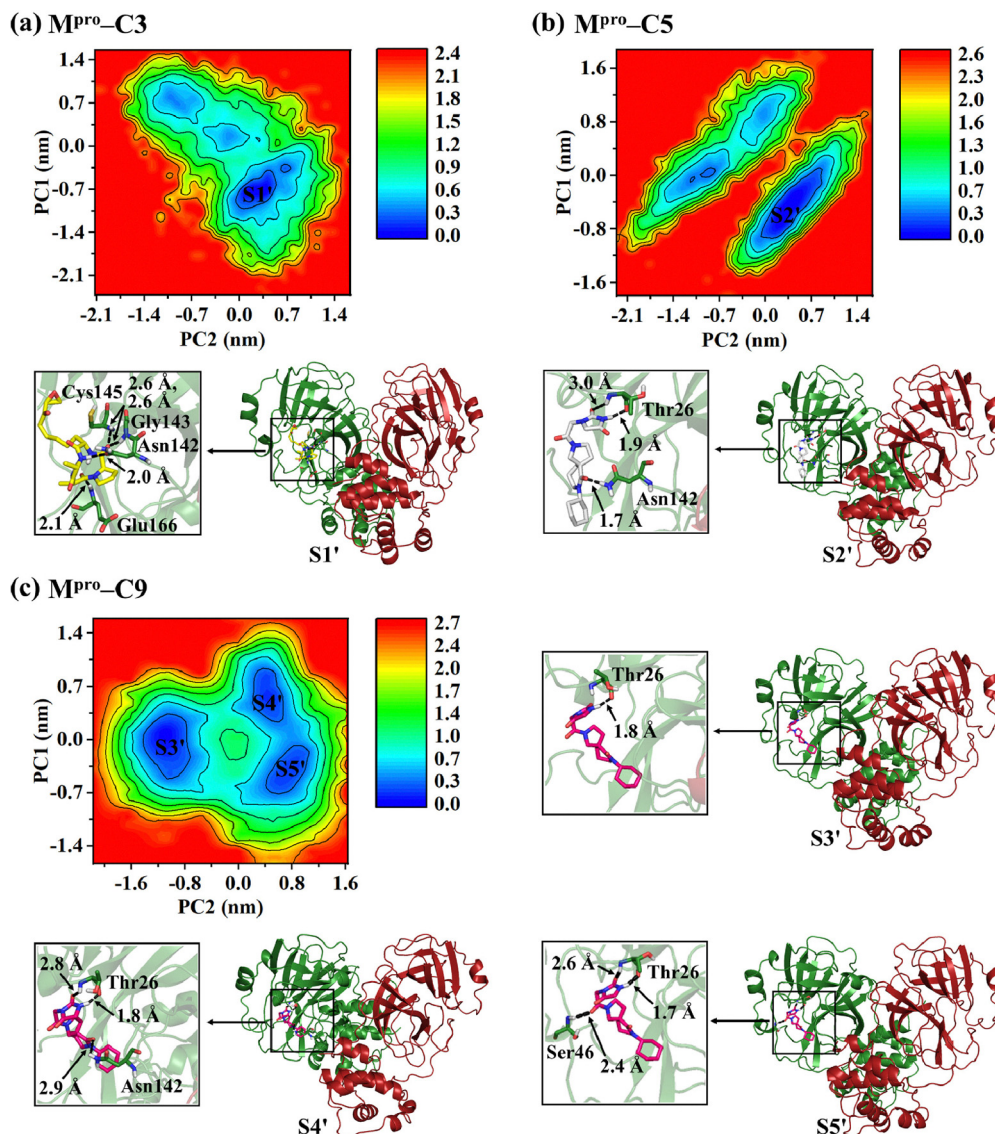 (a) Mᵖʳᵒ–C3
1.4
0.7
0.0
-0.7
-1.4
-2.1
PC1 (nm)
S1'
-2.1 -1.4 -0.7 0.0 0.7 1.4
PC2 (nm)
2.4
2.1
1.8
1.5
1.2
0.9
0.6
0.3
0.0
Cys145
2.6 Å,
2.6 Å
Gly143
Asn142
2.0 Å
2.1 Å
Glu166
S1'
(b) Mᵖʳᵒ–C5
1.6
0.8
0.0
-0.8
-1.6
PC1 (nm)
S2'
-2.1 -1.4 -0.7 0.0 0.7 1.4
PC2 (nm)
2.6
2.3
2.0
1.6
1.3
1.0
0.7
0.3
0.0
3.0 Å
Thr26
1.9 Å
Asn142
1.7 Å
S2'
(c) Mᵖʳᵒ–C9
1.4
0.7
0.0
-0.7
-1.4
PC1 (nm)
S4'
S3'
S5'
-1.6 -0.8 0.0 0.8 1.6
PC2 (nm)
2.7
2.4
2.0
1.7
1.4
1.0
0.7
0.3
0.0
Thr26
1.8 Å
S3'
2.8 Å
Thr26
1.8 Å
2.9 Å
Asn142
S4'
2.6 Å
Thr26
1.7 Å
Ser46
2.4 Å
S5'